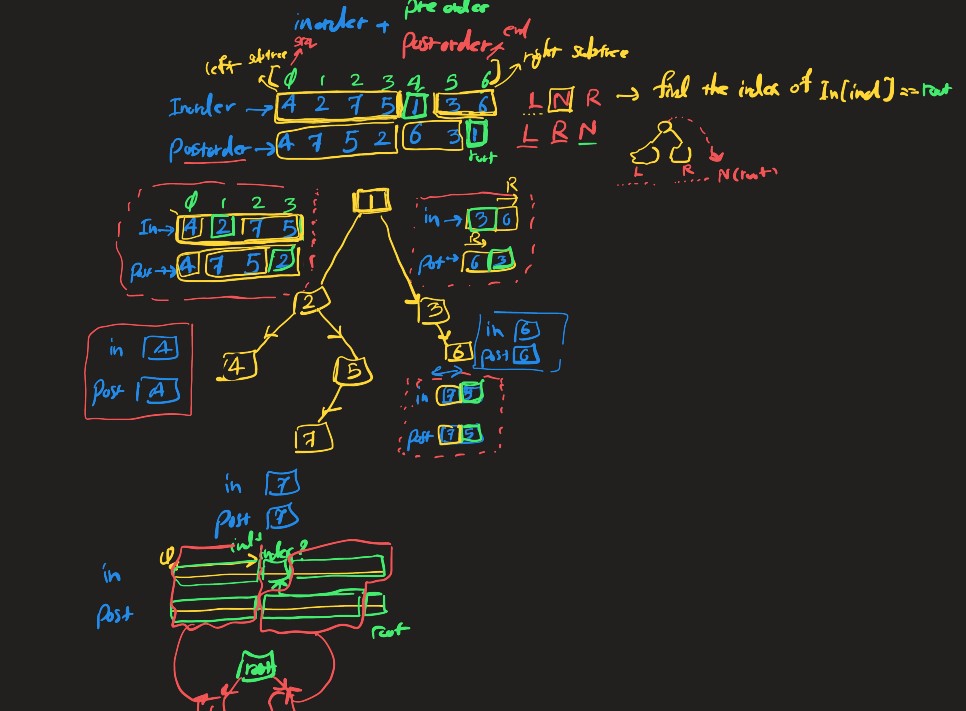 pre order
inorder +
Postorder
end
left subtree
right subtree
0 1 2 3 4 5 6
Inorder → 4 2 7 5 1 3 6
L N R → find the index of In[ind] == root
Postorder → 4 7 5 2 6 3 1
L R N
root
L R N(root)
0 1 2 3
In → 4 2 7 5
post → 4 7 5 2
1
R
in → 3 6
R
post → 6 3
2
3
in 4
post 4
4
5
6
in 6
post 6
7
in 7 5
post 7 5
in 7
post 7
index
0
in
post
root
root